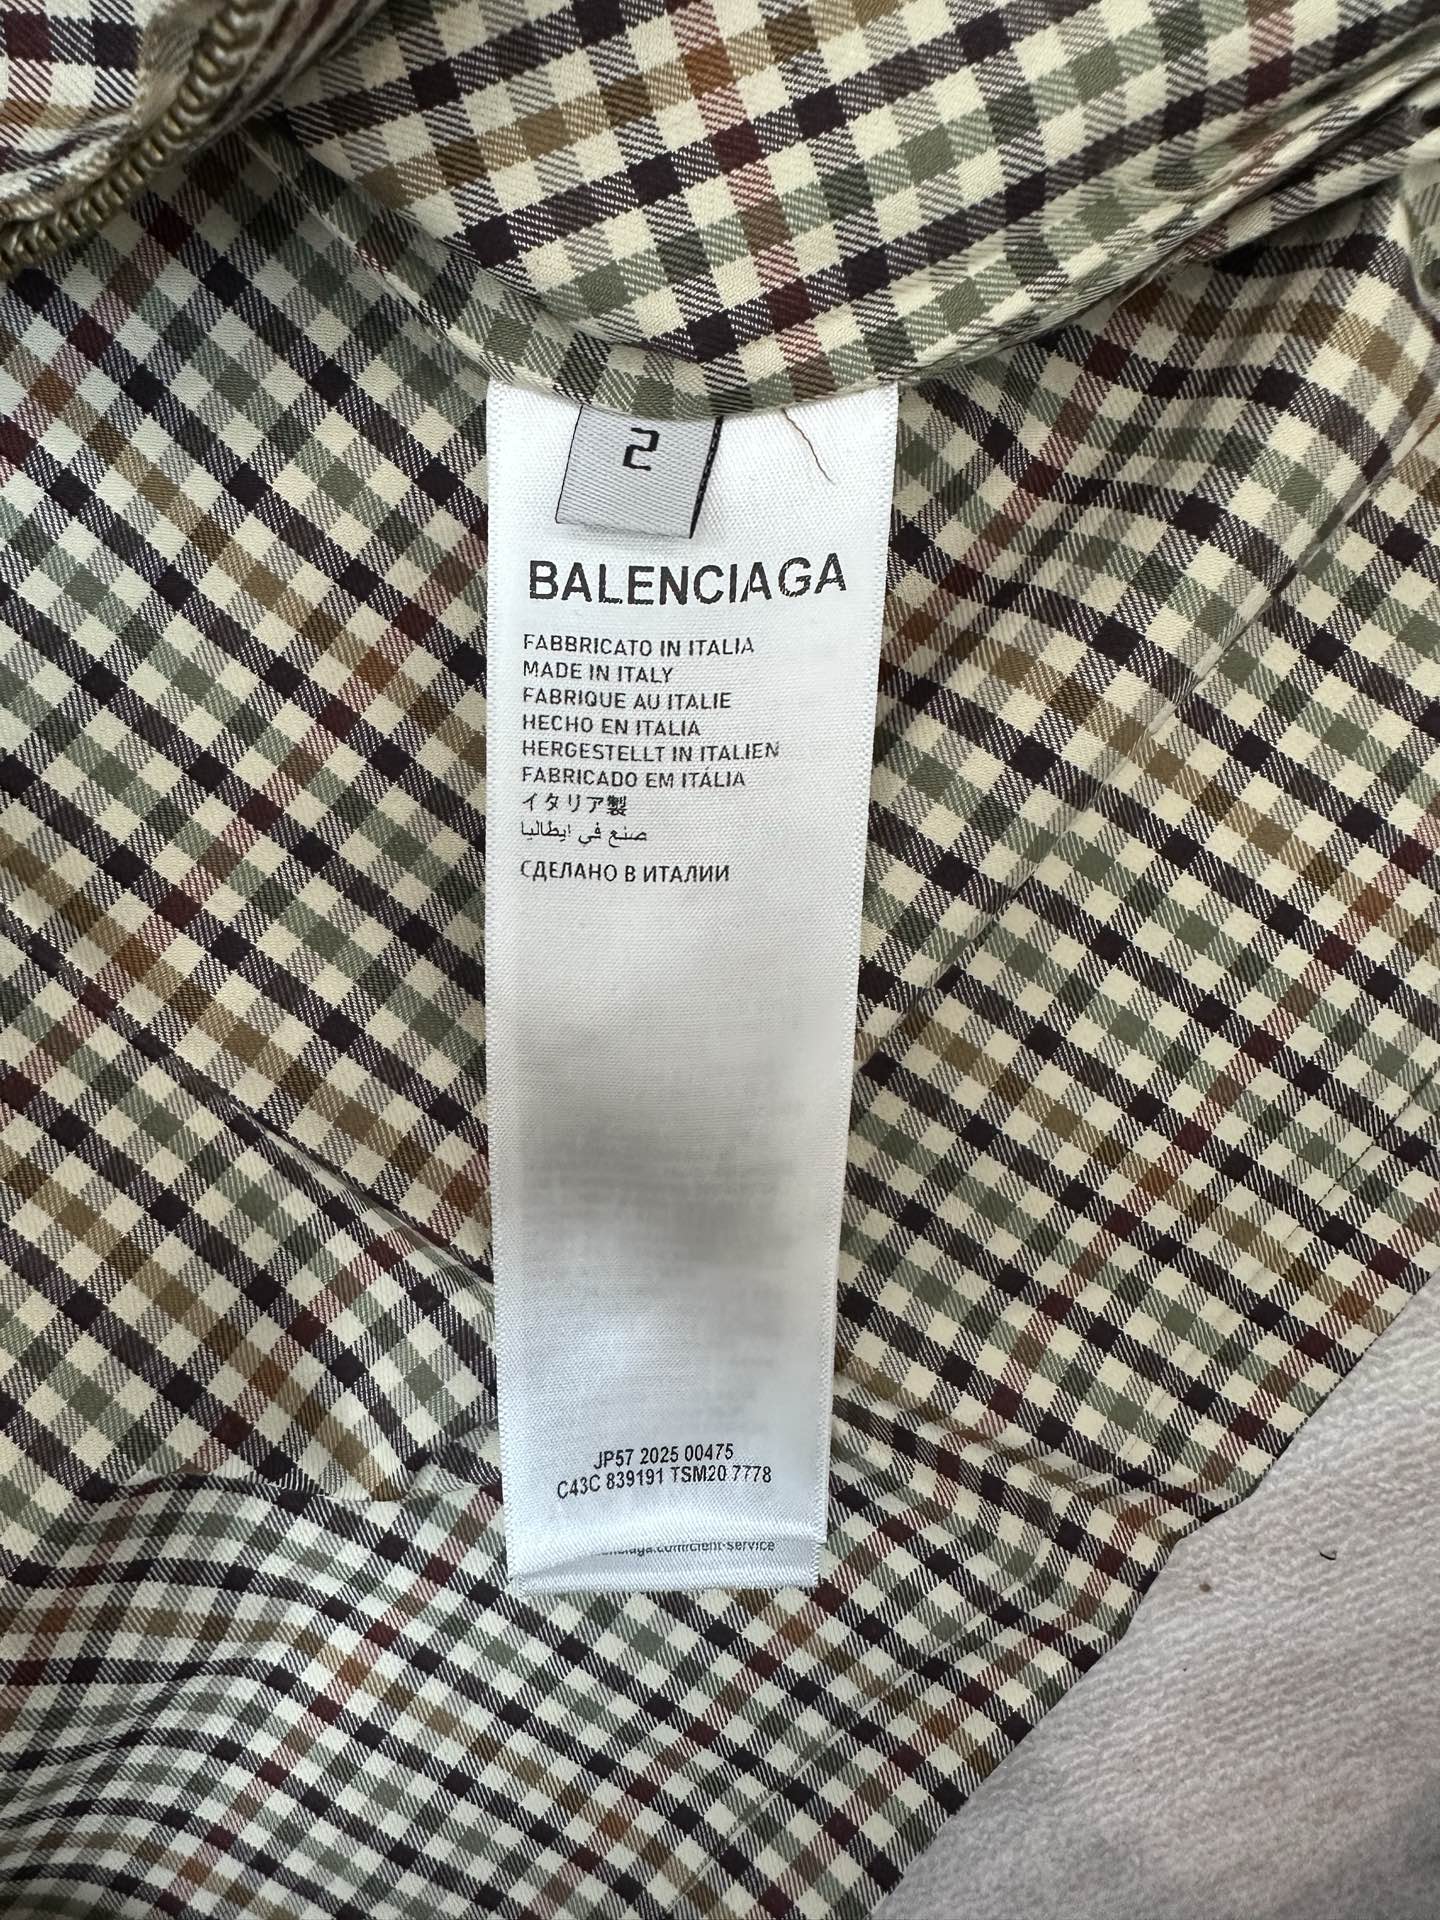 2
BALENCIAGA
FABBRICATO IN ITALIA
MADE IN ITALY
FABRIQUE AU ITALIE
HECHO EN ITALIA
HERGESTELLT IN ITALIEN
FABRICADO EM ITÁLIA
イタリア製
صنع في ايطاليا
СДЕЛАНО В ИТАЛИИ
JP57 2025 00475
C43C 839191 TSM20 7778